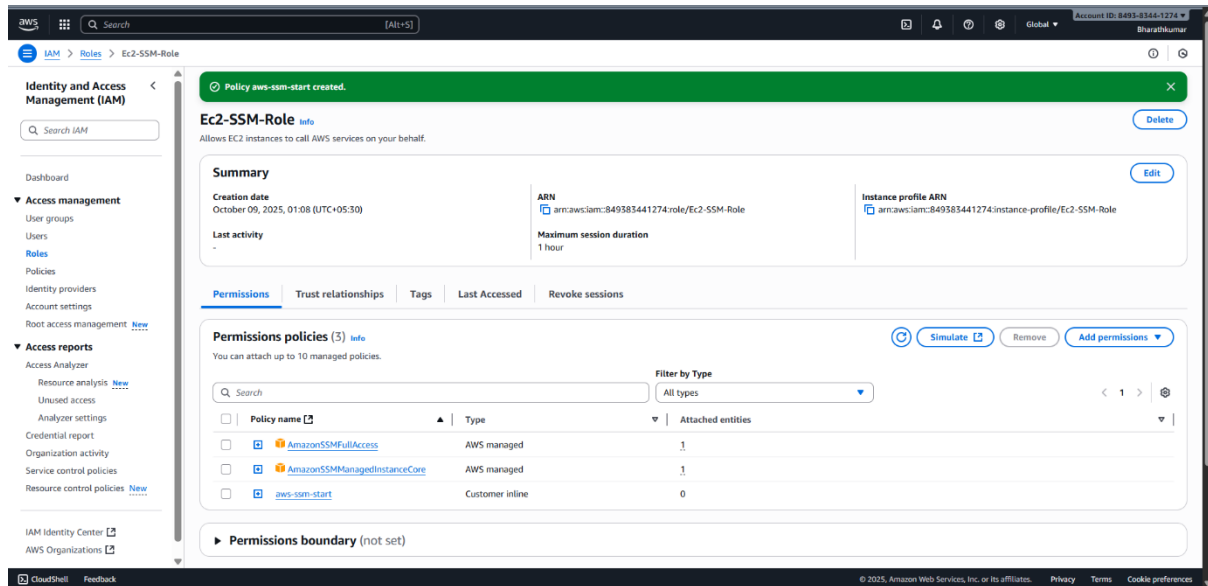 aws
Search [Alt+S]
Global
Account ID: 8493-8344-1274
Bharathkumar
IAM > Roles > Ec2-SSM-Role
Identity and Access Management (IAM)
Search IAM
Dashboard
Access management
User groups
Users
Roles
Policies
Identity providers
Account settings
Root access management New
Access reports
Access Analyzer
Resource analysis New
Unused access
Analyzer settings
Credential report
Organization activity
Service control policies
Resource control policies New
IAM Identity Center
AWS Organizations
Policy aws-ssm-start created.
Ec2-SSM-Role Info
Delete
Allows EC2 instances to call AWS services on your behalf.
Summary
Edit
Creation date
October 09, 2025, 01:08 (UTC+05:30)
Last activity
-
ARN
arn:aws:iam::849383441274:role/Ec2-SSM-Role
Maximum session duration
1 hour
Instance profile ARN
arn:aws:iam::849383441274:instance-profile/Ec2-SSM-Role
Permissions Trust relationships Tags Last Accessed Revoke sessions
Permissions policies (3) Info
Simulate Remove Add permissions
You can attach up to 10 managed policies.
Filter by Type
Search All types
1
Policy name Type Attached entities
AmazonSSMFullAccess AWS managed 1
AmazonSSMManagedInstanceCore AWS managed 1
aws-ssm-start Customer inline 0
Permissions boundary (not set)
CloudShell Feedback © 2025, Amazon Web Services, Inc. or its affiliates. Privacy Terms Cookie preferences